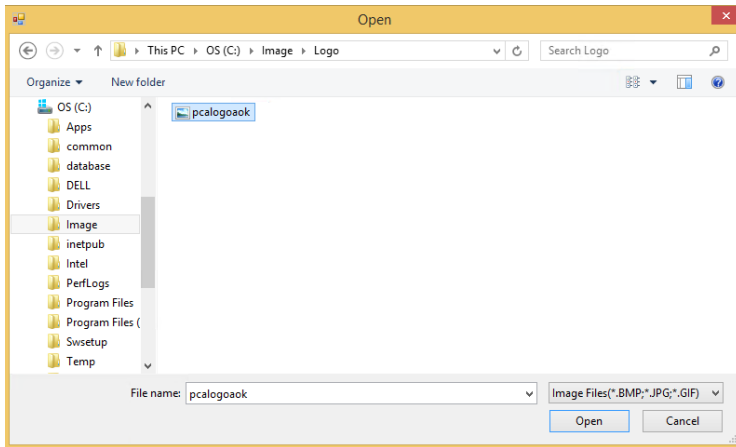 Open
This PC OS (C:) Image Logo
Search Logo
Organize New folder
OS (C:)
Apps
common
database
DELL
Drivers
Image
inetpub
Intel
PerfLogs
Program Files
Program Files (
Swsetup
Temp
pcalogoaok
File name: pcalogoaok
Image Files(*.BMP;*.JPG;*.GIF)
Open Cancel